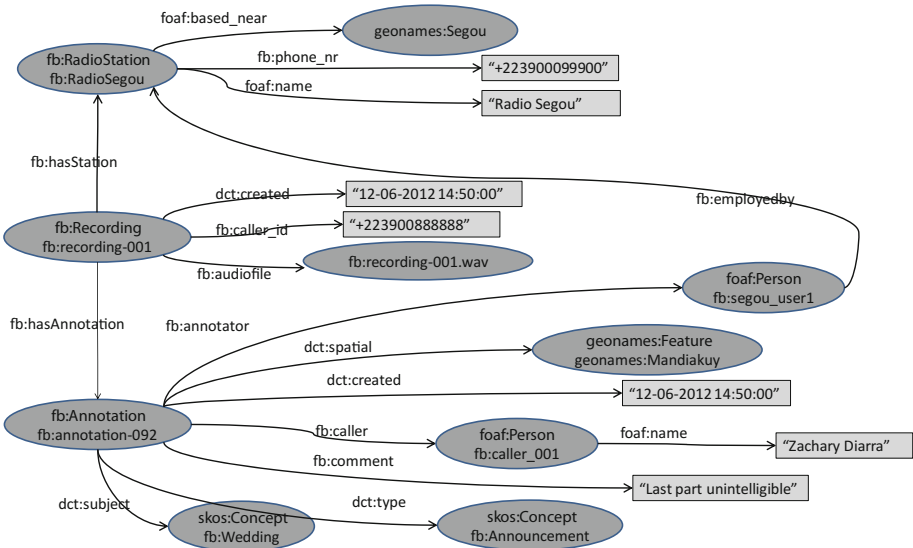 foaf:based_near
geonames:Segou
fb:RadioStation
fb:RadioSegou
fb:phone_nr
“+223900099900”
foaf:name
“Radio Segou”
fb:hasStation
dct:created
“12-06-2012 14:50:00”
fb:employedby
fb:Recording
fb:recording-001
fb:caller_id
“+223900888888”
fb:audiofile
fb:recording-001.wav
foaf:Person
fb:segou_user1
fb:hasAnnotation
fb:annotator
dct:spatial
geonames:Feature
geonames:Mandiakuy
dct:created
“12-06-2012 14:50:00”
fb:Annotation
fb:annotation-092
fb:caller
foaf:Person
fb:caller_001
foaf:name
“Zachary Diarra”
fb:comment
“Last part unintelligible”
dct:subject
skos:Concept
fb:Wedding
dct:type
skos:Concept
fb:Announcement